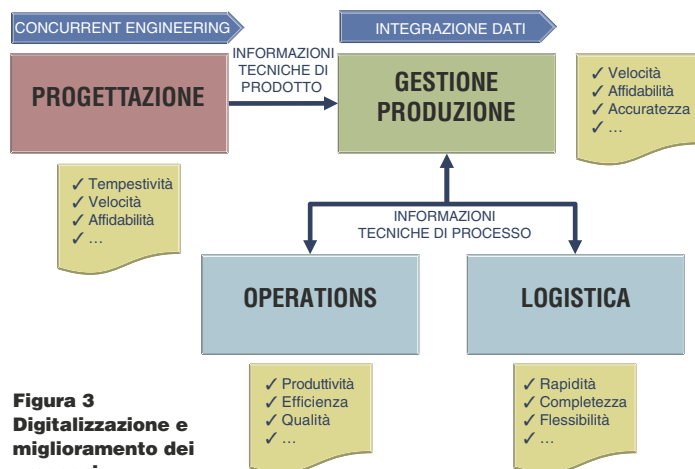 CONCURRENT ENGINEERING
INTEGRAZIONE DATI
PROGETTAZIONE
INFORMAZIONI
TECNICHE DI
PRODOTTO
GESTIONE
PRODUZIONE
✓ Velocità
✓ Affidabilità
✓ Accuratezza
✓ ...
✓ Tempestività
✓ Velocità
✓ Affidabilità
✓ ...
INFORMAZIONI
TECNICHE DI PROCESSO
OPERATIONS
LOGISTICA
✓ Produttività
✓ Efficienza
✓ Qualità
✓ ...
✓ Rapidità
✓ Completezza
✓ Flessibilità
✓ ...
Figura 3
Digitalizzazione e
miglioramento dei